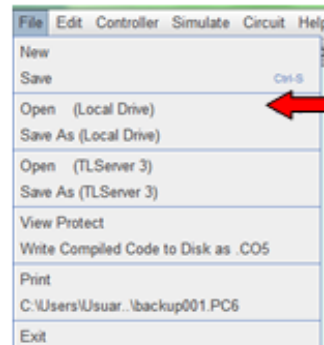 File Edit Controller Simulate Circuit Help
New
Save Ctrl-S
Open (Local Drive)
Save As (Local Drive)
Open (TLServer 3)
Save As (TLServer 3)
View Protect
Write Compiled Code to Disk as .CO5
Print
C:\Users\Usuar..\backup001.PC6
Exit